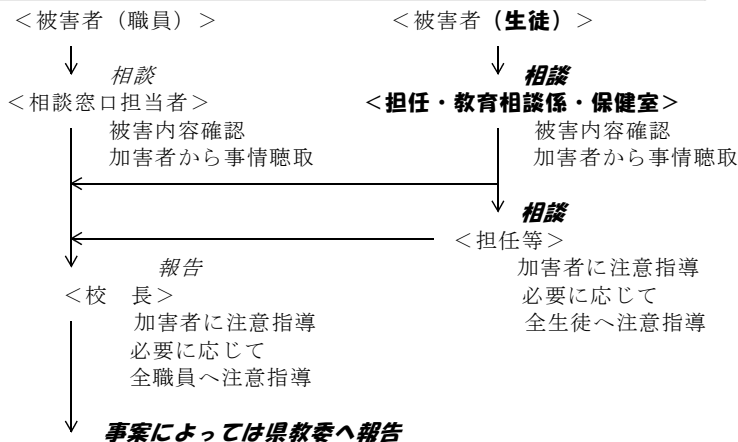 ＜被害者（職員）＞
＜被害者（生徒）＞
相談
相談
＜相談窓口担当者＞
＜担任・教育相談係・保健室＞
被害内容確認
被害内容確認
加害者から事情聴取
加害者から事情聴取
相談
＜担任等＞
報告
加害者に注意指導
＜校　長＞
必要に応じて
加害者に注意指導
全生徒へ注意指導
必要に応じて
全職員へ注意指導
事案によっては県教委へ報告